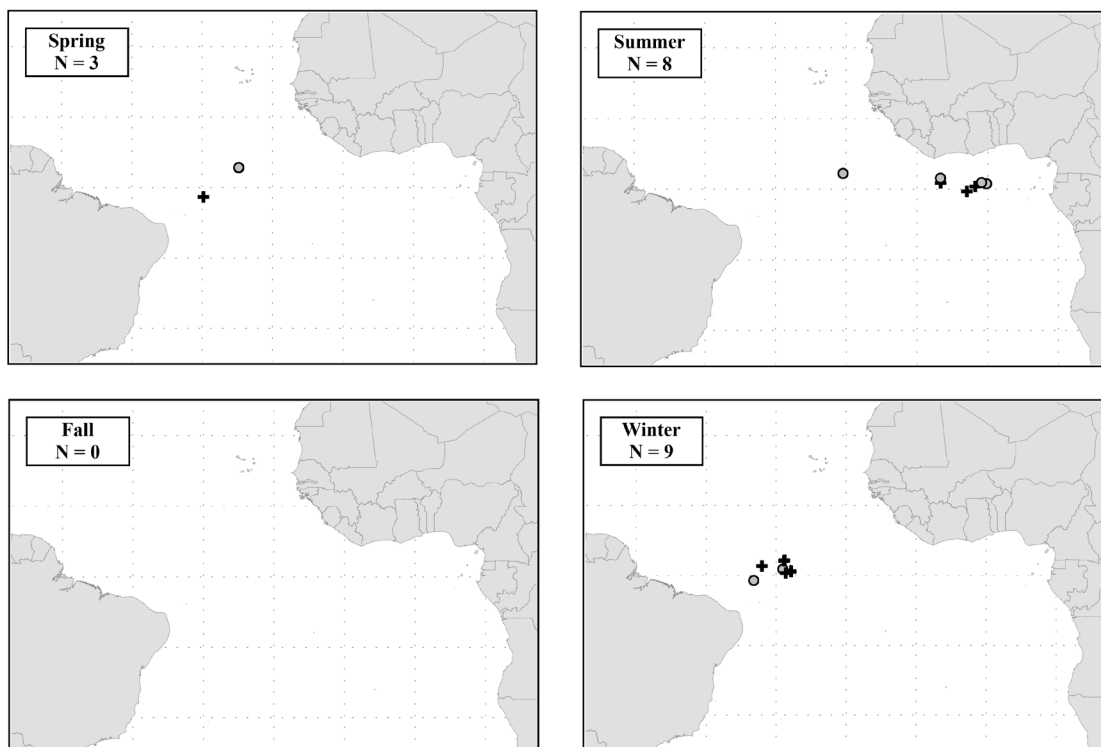 Spring
N = 3
Summer
N = 8
Fall
N = 0
Winter
N = 9